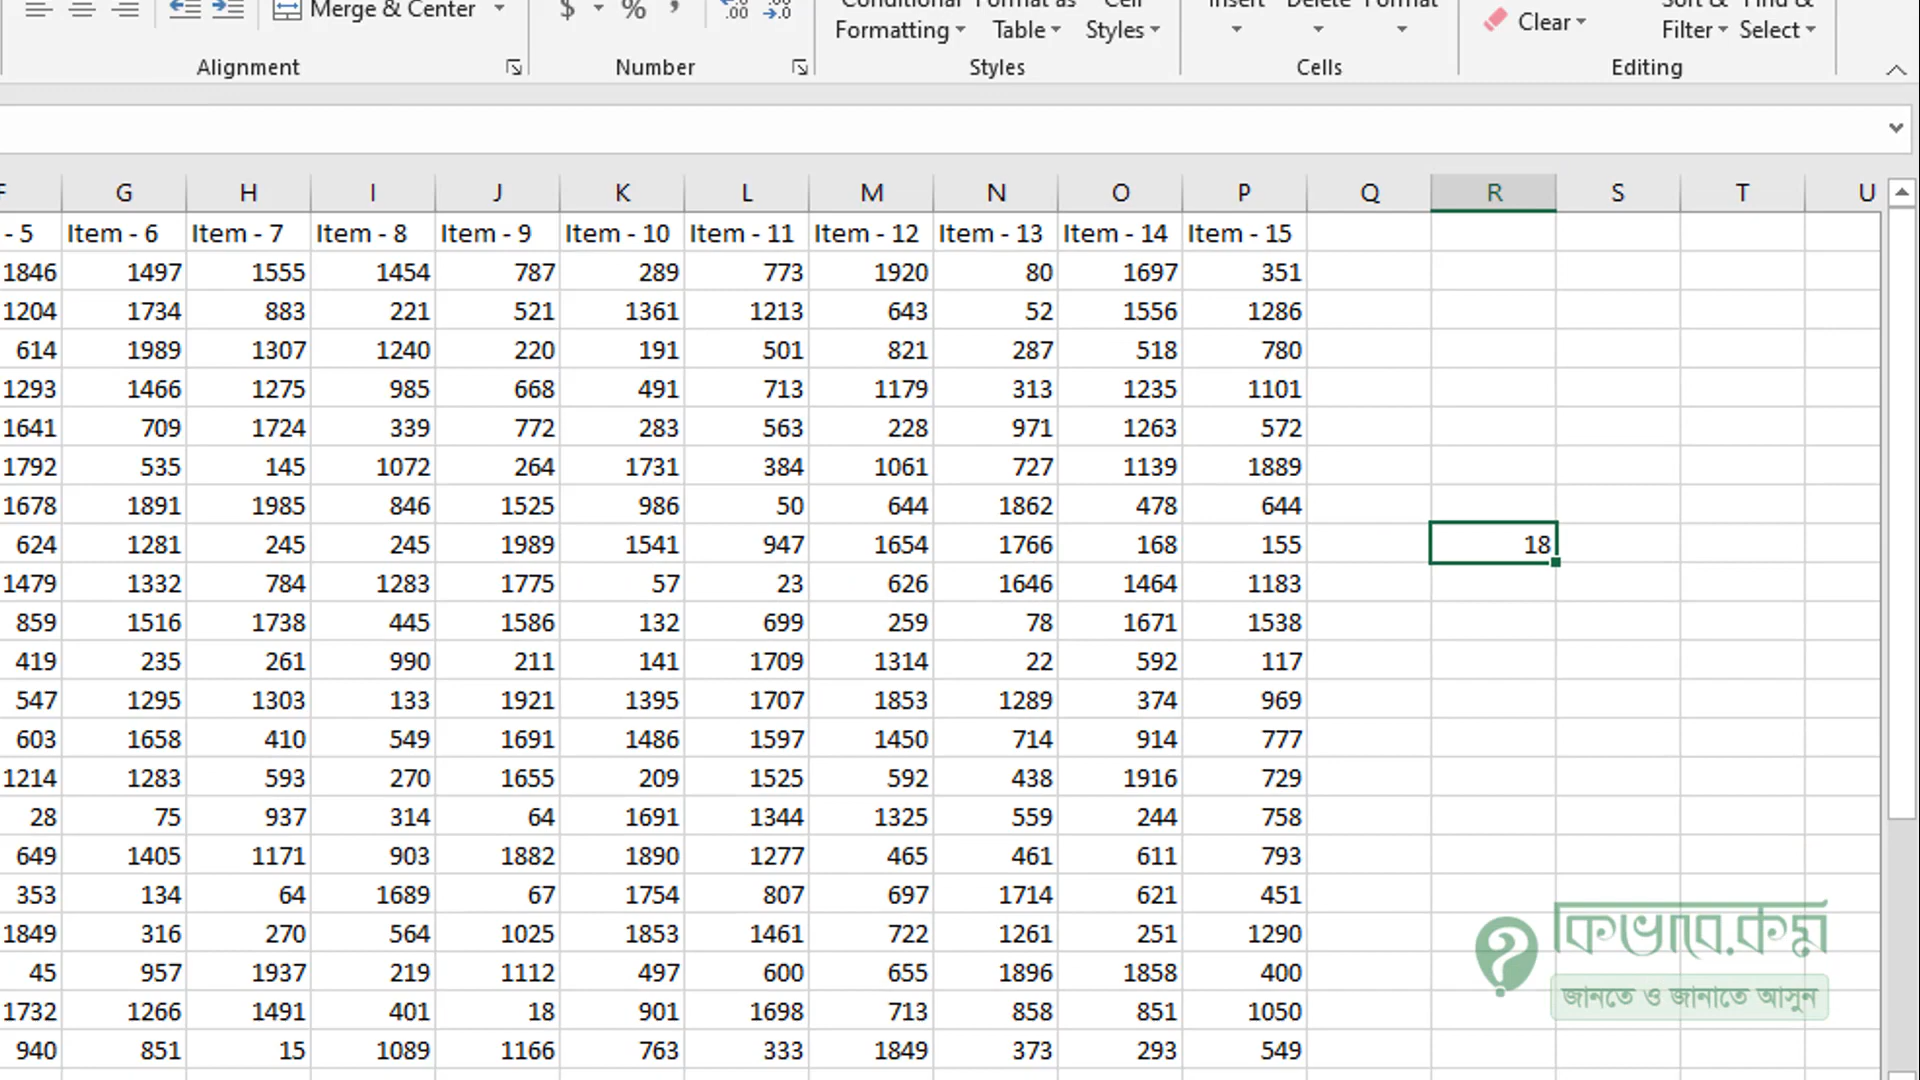 Merge & Center $ % , .00 .0
Conditional Format as Cell Insert Delete Format Sort & Find &
Formatting Table Styles Clear Filter Select
Alignment Number Styles Cells Editing
F G H I J K L M N O P Q R S T U
- 5 Item - 6 Item - 7 Item - 8 Item - 9 Item - 10 Item - 11 Item - 12 Item - 13 Item - 14 Item - 15
1846 1497 1555 1454 787 289 773 1920 80 1697 351
1204 1734 883 221 521 1361 1213 643 52 1556 1286
614 1989 1307 1240 220 191 501 821 287 518 780
1293 1466 1275 985 668 491 713 1179 313 1235 1101
1641 709 1724 339 772 283 563 228 971 1263 572
1792 535 145 1072 264 1731 384 1061 727 1139 1889
1678 1891 1985 846 1525 986 50 644 1862 478 644
624 1281 245 245 1989 1541 947 1654 1766 168 155 18
1479 1332 784 1283 1775 57 23 626 1646 1464 1183
859 1516 1738 445 1586 132 699 259 78 1671 1538
419 235 261 990 211 141 1709 1314 22 592 117
547 1295 1303 133 1921 1395 1707 1853 1289 374 969
603 1658 410 549 1691 1486 1597 1450 714 914 777
1214 1283 593 270 1655 209 1525 592 438 1916 729
28 75 937 314 64 1691 1344 1325 559 244 758
649 1405 1171 903 1882 1890 1277 465 461 611 793
353 134 64 1689 67 1754 807 697 1714 621 451
1849 316 270 564 1025 1853 1461 722 1261 251 1290
45 957 1937 219 1112 497 600 655 1896 1858 400
1732 1266 1491 401 18 901 1698 713 858 851 1050
940 851 15 1089 1166 763 333 1849 373 293 549
কিভাবে.কম
জানতে ও জানাতে আসুন